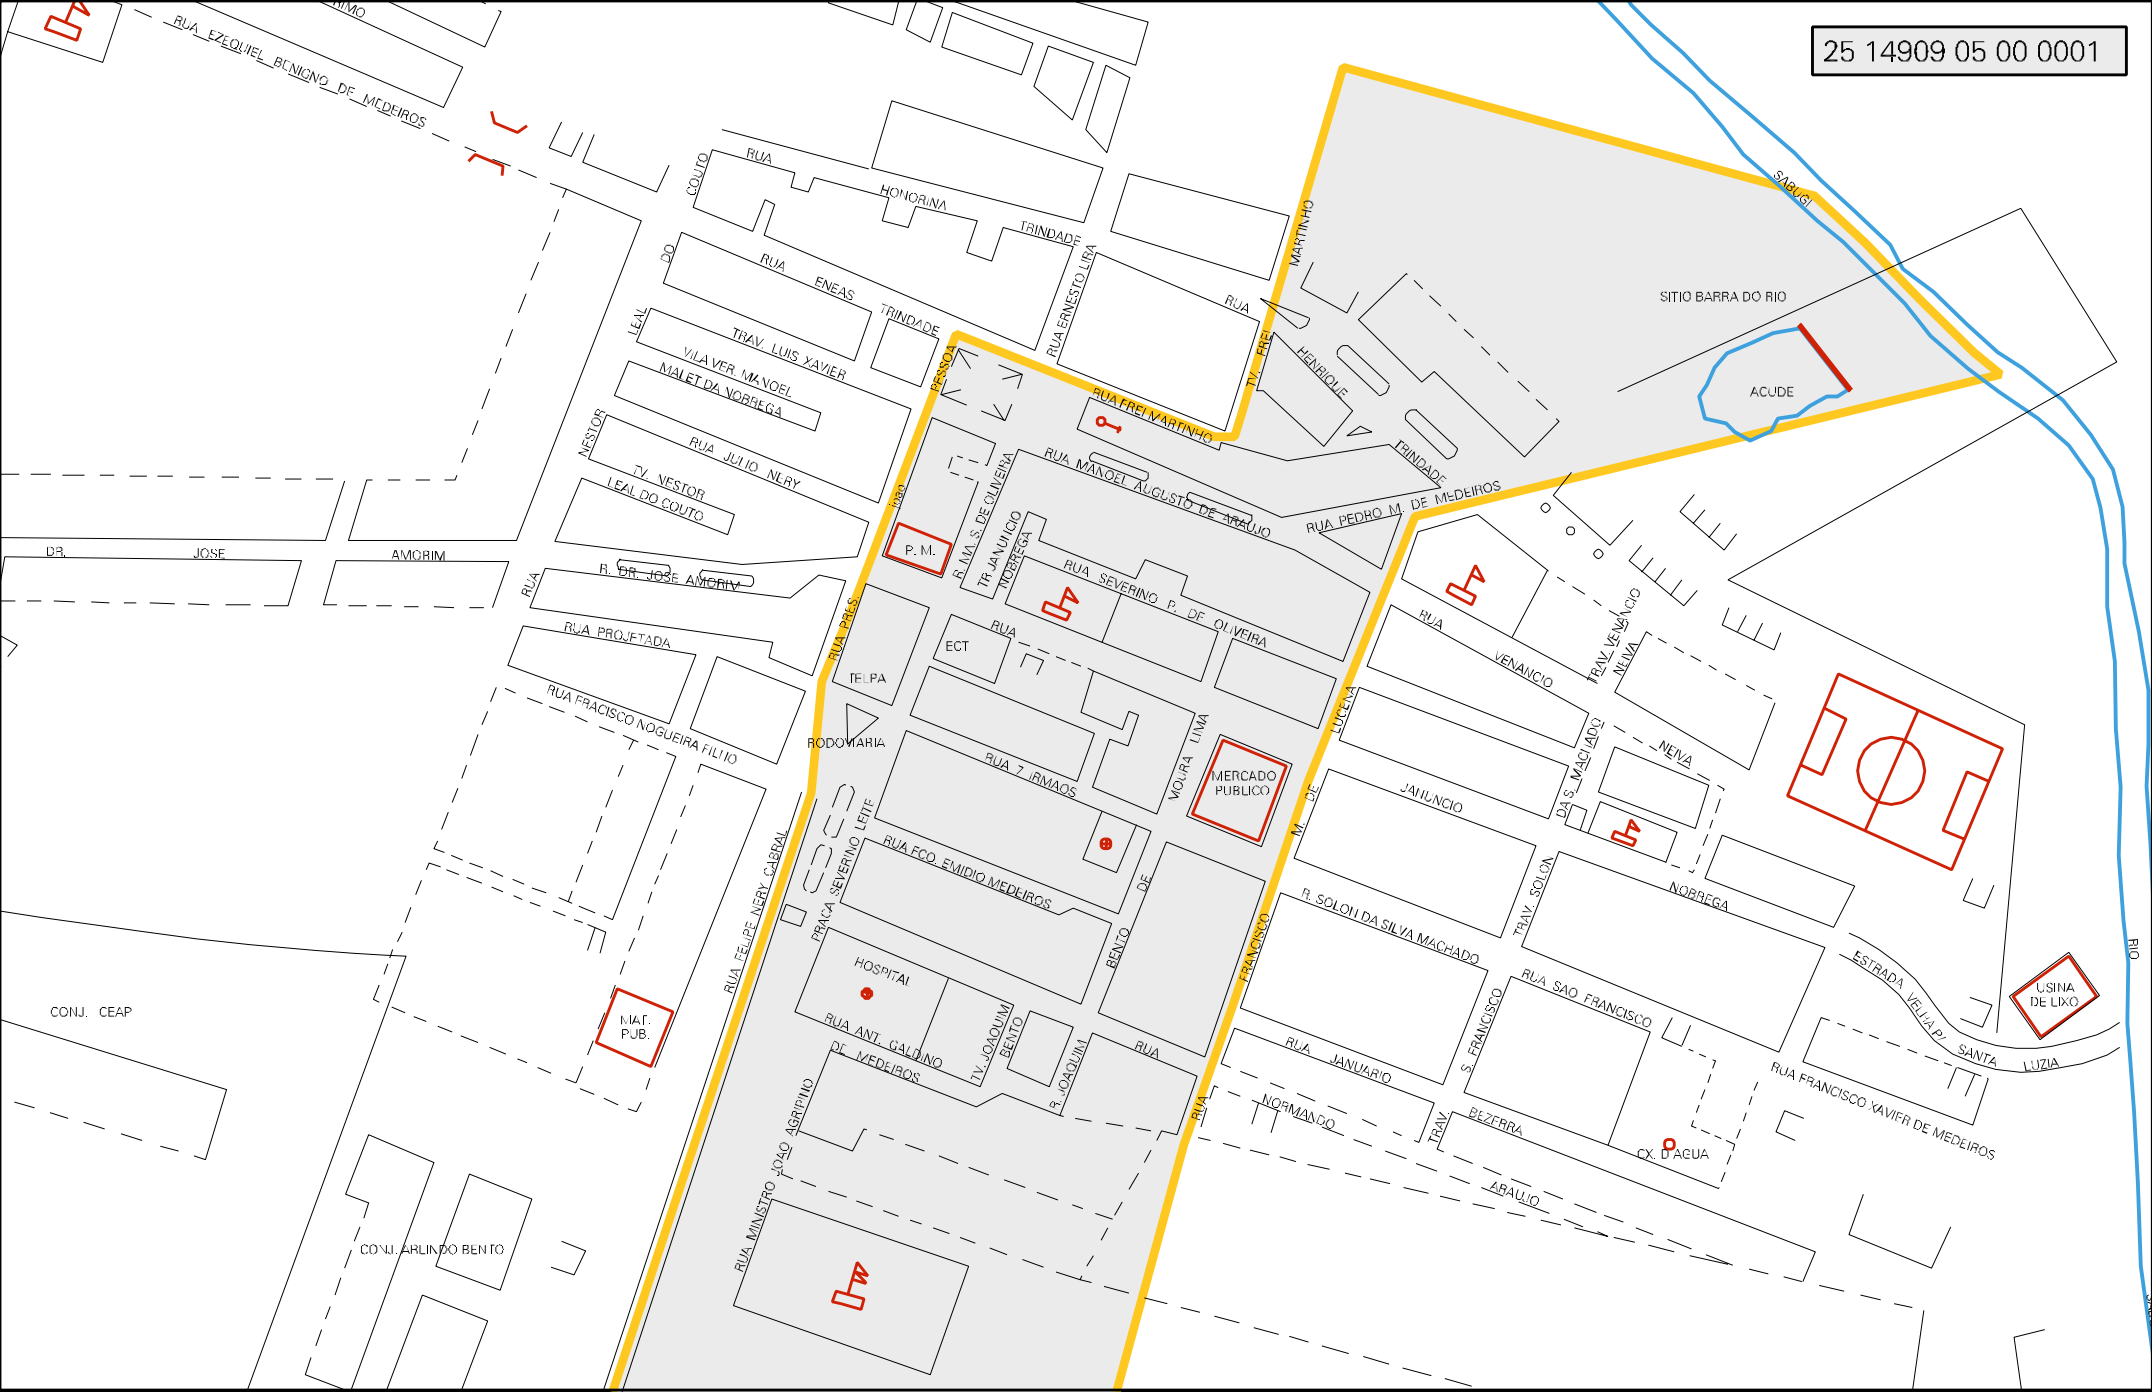 25 14909 05 00 0001
RIMO
RUA EZEQUIEL BENIGNO DE MEDEIROS
COUTO
RUA HONORINA TRINDADE
DO
RUA ENEAS TRINDADE
LEAL
TRAV. LUIS XAVIER
VILA VER. MANOEL
MALET DA NOBREGA
NESTOR
RUA JULIO NERY
TV. NESTOR
LEAL DO COUTO
DR. JOSE AMORIM
R. DR. JOSE AMORIM
RUA
RUA PROJETADA
RUA FRACISCO NOGUEIRA FILHO
RUA ERNESTO LIRA
RUA
HENRIQUE
TRINDADE
MARTINHO
TV. FREI
SABUGI
SITIO BARRA DO RIO
ACUDE
PESSOA
JOAO
RUA PRES.
RUA FREI MARTINHO
RUA MANOEL AUGUSTO DE ARAUJO
RUA PEDRO M. DE MEDEIROS
R. MA. S. DE OLIVEIRA
TR JANUNCIO
NOBREGA
P. M.
RUA SEVERINO P. DE OLIVEIRA
RUA
ECT
TELPA
RODOVIARIA
RUA 7 IRMAOS
MOURA LIMA
DE
BENTO
MERCADO
PUBLICO
RUA FCO. EMIDIO MEDEIROS
PRACA SEVERINO LEITE
RUA FELIPE NERY CABRAL
HOSPITAL
RUA ANT. GALDINO
DE MEDEIROS
TV. JOAQUIM
BENTO
R. JOAQUIM
RUA
RUA MINISTRO JOAO AGRIPINO
MAT.
PUB.
CONJ. CEAP
CONJ. ARLINDO BENTO
RUA FRANCISCO M. DE LUCENA
RUA VENANCIO NEIVA
TRAV. VENANCIO
NEIVA
JANUNCIO NOBREGA
TRAV. SOLON DA S. MACHADO
R. SOLON DA SILVA MACHADO
RUA SAO FRANCISCO
TRAV. S. FRANCISCO
RUA JANUARIO BEZERRA
NORMANDO ARAUJO
CX. D'AGUA
ESTRADA VELHA P/ SANTA LUZIA
RUA FRANCISCO XAVIER DE MEDEIROS
USINA
DE LIXO
RIO